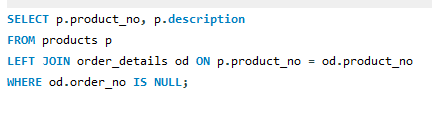 SELECT p.product_no, p.description
FROM products p
LEFT JOIN order_details od ON p.product_no = od.product_no
WHERE od.order_no IS NULL;